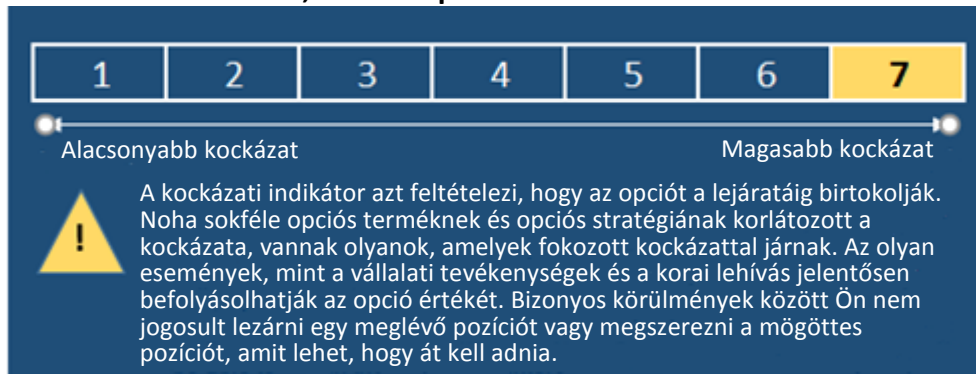 1 2 3 4 5 6 7
Alacsonyabb kockázat Magasabb kockázat
A kockázati indikátor azt feltételezi, hogy az opciót a lejáratáig birtokolják.
Noha sokféle opciós terméknek és opciós stratégiának korlátozott a
! kockázata, vannak olyanok, amelyek fokozott kockázattal járnak. Az olyan
események, mint a vállalati tevékenységek és a korai lehívás jelentősen
befolyásolhatják az opció értékét. Bizonyos körülmények között Ön nem
jogosult lezárni egy meglévő pozíciót vagy megszerezni a mögöttes
pozíciót, amit lehet, hogy át kell adnia.